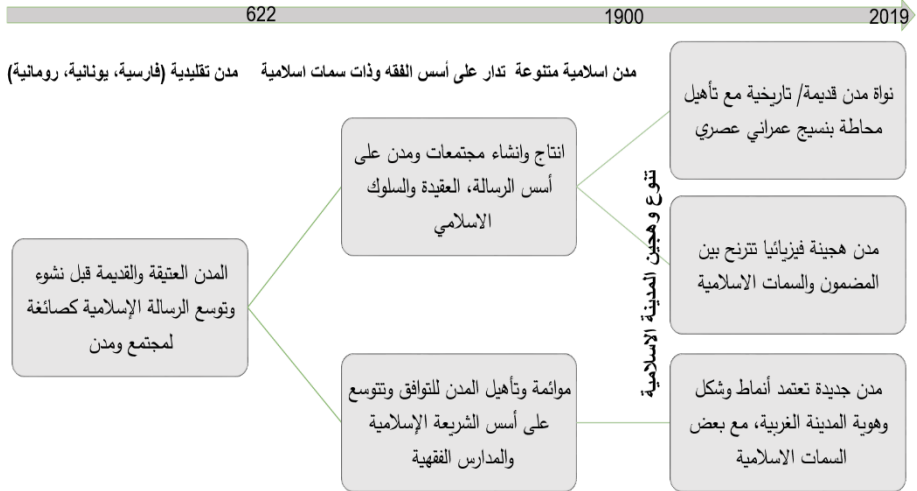 622
1900
2019
مدن تقليدية (فارسية، يونانية، رومانية)
مدن اسلامية متنوعة تدار على أسس الفقه وذات سمات اسلامية
المدن العتيقة والقديمة قبل نشوء
وتوسع الرسالة الإسلامية كصائغة
لمجتمع ومدن
انتاج وانشاء مجتمعات ومدن على
أسس الرسالة، العقيدة والسلوك
الاسلامي
موائمة وتأهيل المدن للتوافق وتتوسع
على أسس الشريعة الإسلامية
والمدارس الفقهية
تنوع وهجين المدينة الاسلامية
نواة مدن قديمة/ تاريخية مع تأهيل
محاطة بنسيج عمراني عصري
مدن هجينة فيزيائيا تترنح بين
المضمون والسمات الاسلامية
مدن جديدة تعتمد أنماط وشكل
وهوية المدينة الغربية، مع بعض
السمات الاسلامية